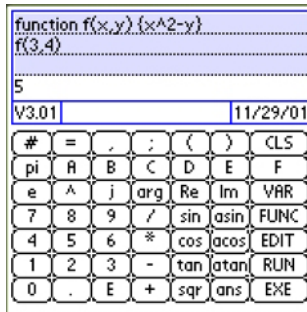 function f(x,y) {x^2-y}
f(3,4)
5
V3.01 11/29/01
# = , ; ( ) CLS
pi A B C D E F
e ^ j arg Re Im VAR
7 8 9 / sin asin FUNC
4 5 6 * cos acos EDIT
1 2 3 - tan atan RUN
0 . E + sqr ans EXE